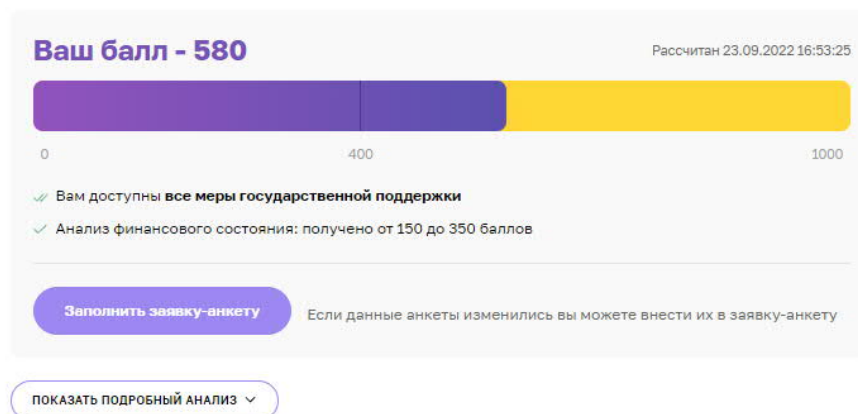 Ваш балл - 580
Рассчитан 23.09.2022 16:53:25
0 400 1000
Вам доступны все меры государственной поддержки
Анализ финансового состояния: получено от 150 до 350 баллов
Заполнить заявку-анкету
Если данные анкеты изменились вы можете внести их в заявку-анкету
ПОКАЗАТЬ ПОДРОБНЫЙ АНАЛИЗ